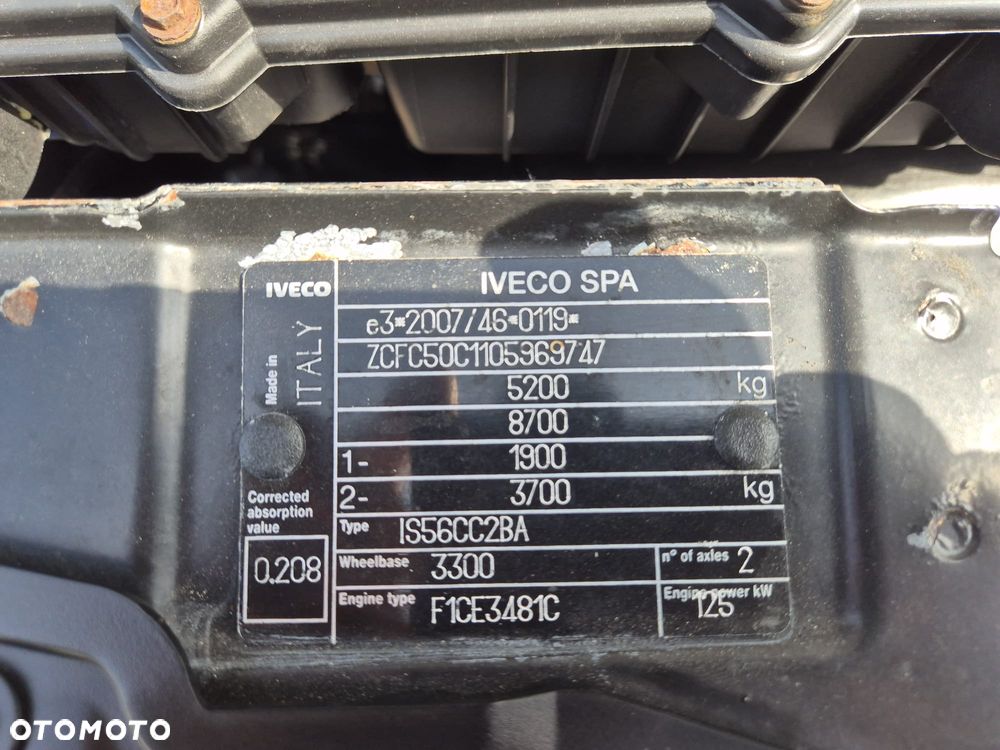 IVECO IVECO SPA
e3*2007/46*0119*
ZCFC50C1105969747
Made in ITALY
5200 kg
8700
1- 1900
2- 3700 kg
Corrected
absorption
value
0.208
Type IS56CC2BA
Wheelbase 3300 n° of axles 2
Engine type F1CE3481C Engine power kW 125
OTOMOTO